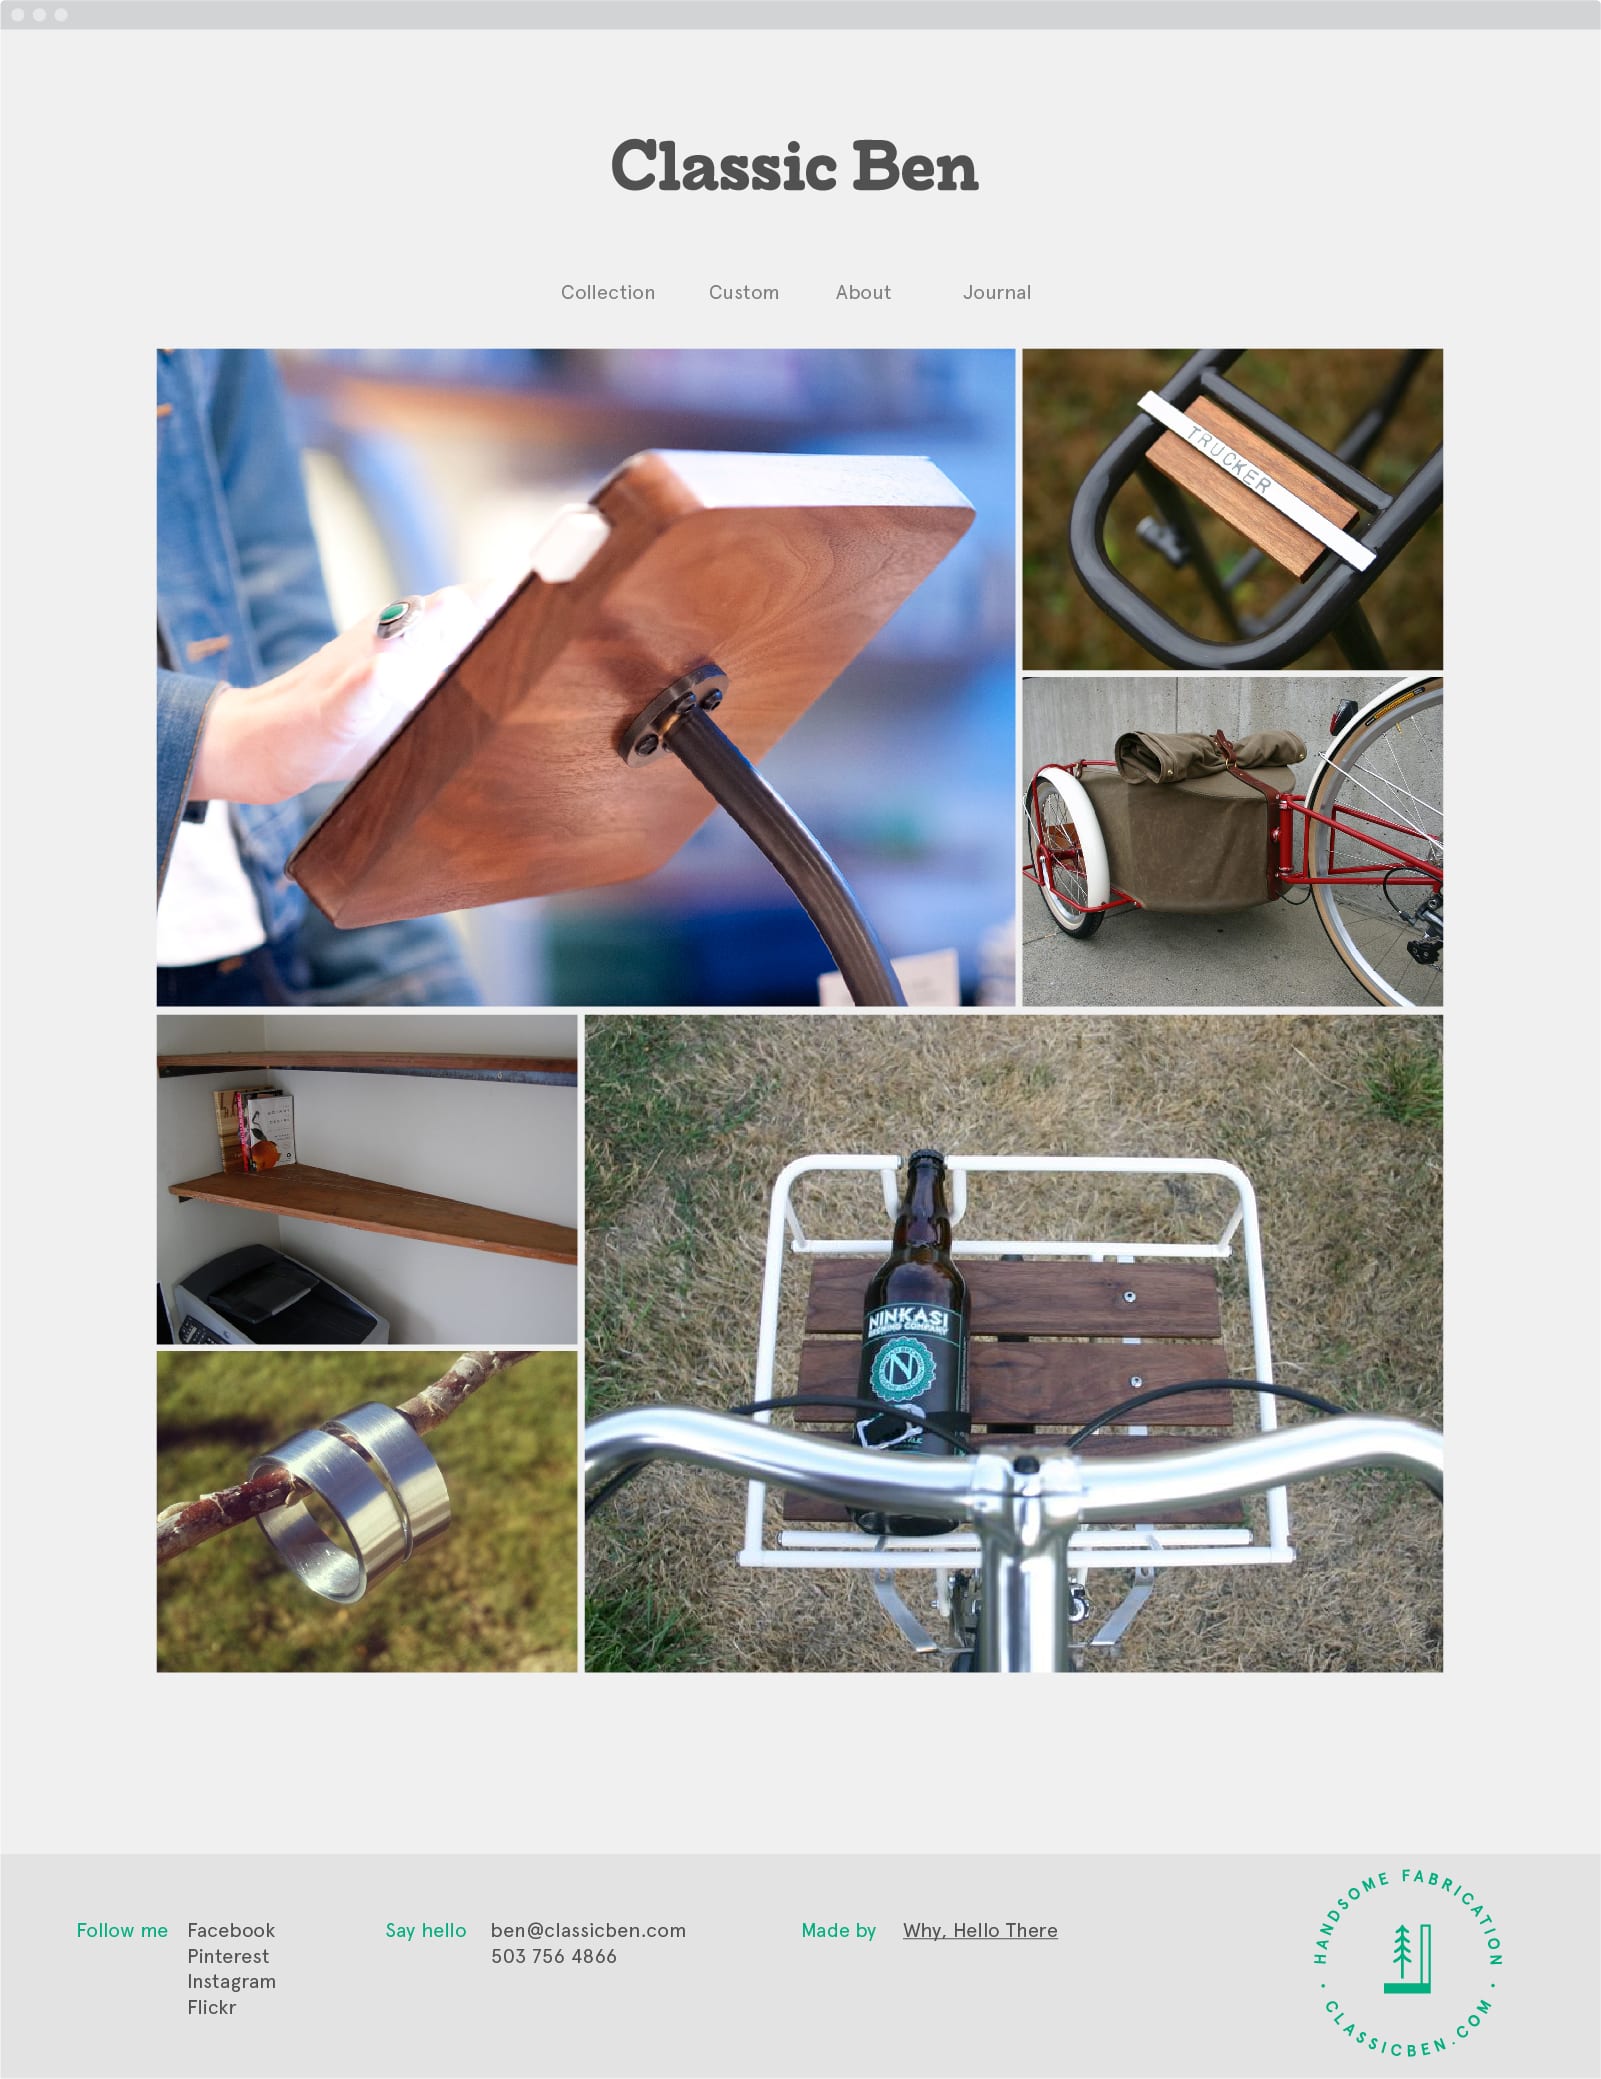 Classic Ben
Collection Custom About Journal
TRUCKER
NINKASI
BREWING COMPANY
N
Follow me Facebook
Pinterest
Instagram
Flickr
Say hello ben@classicben.com
503 756 4866
Made by Why, Hello There
HANDSOME FABRICATION
• CLASSICBEN.COM •